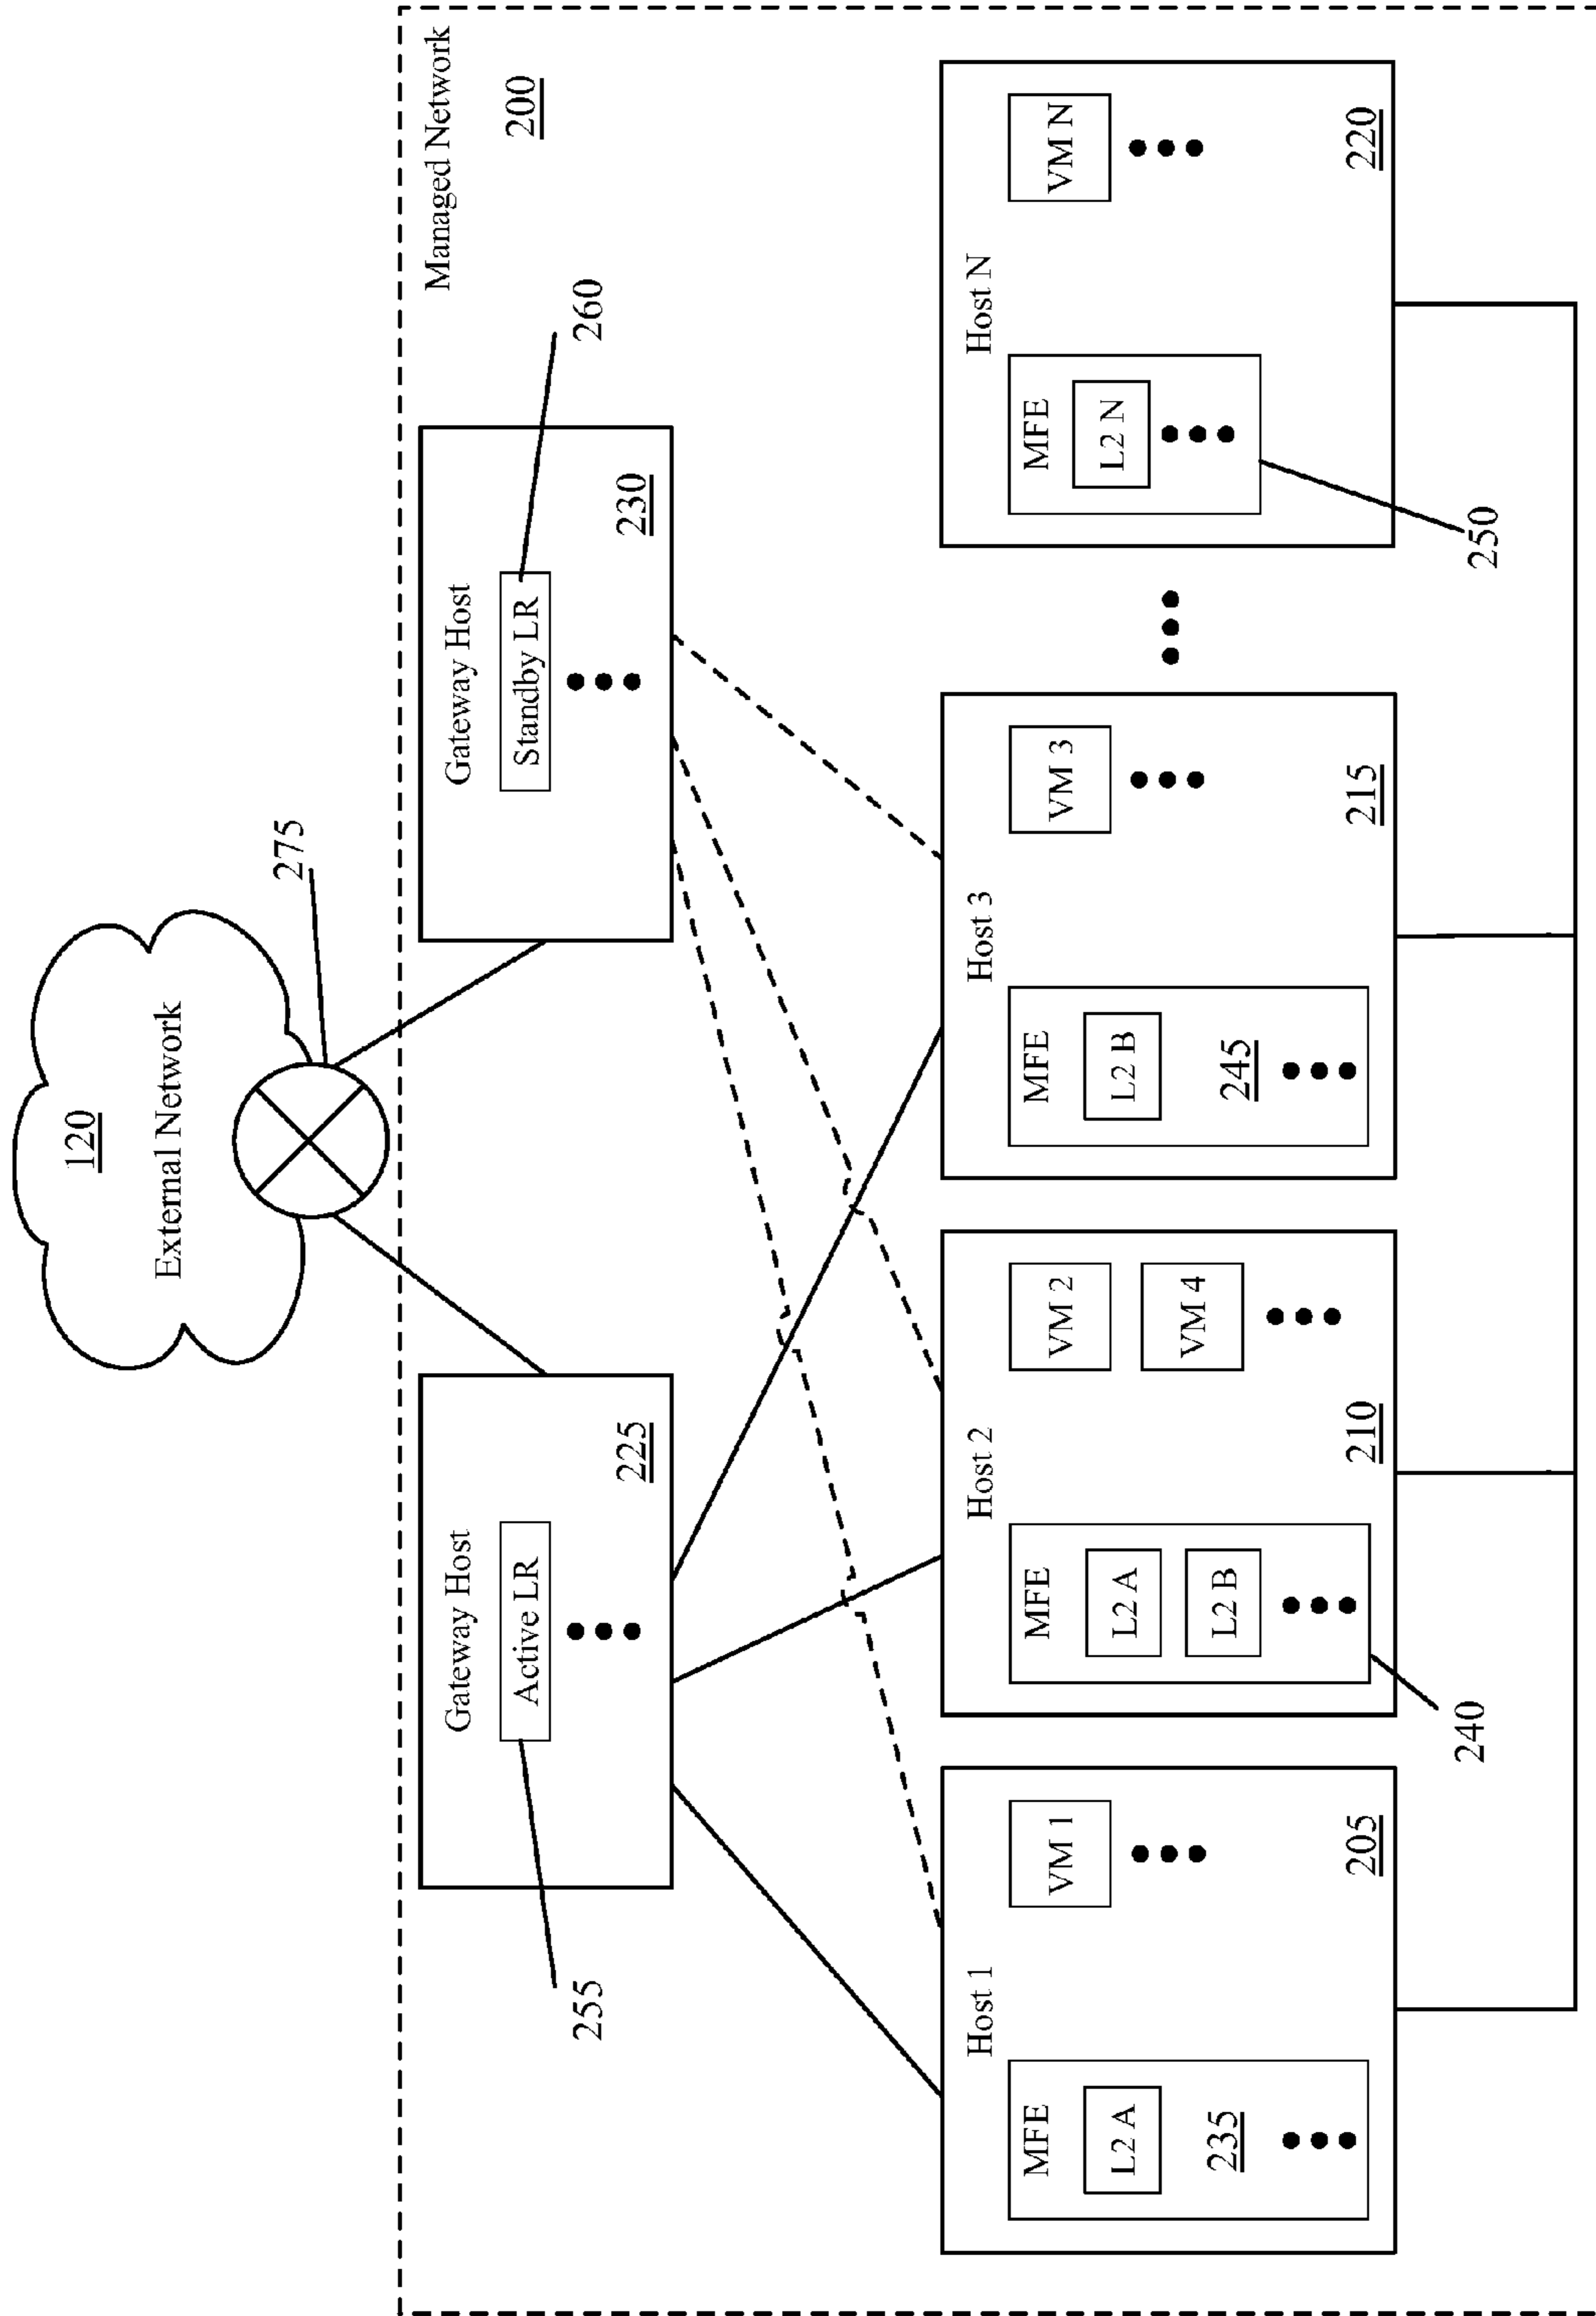 120
External Network
275
Managed Network
200
Gateway Host
Active LR
225
255
Gateway Host
Standby LR
230
260
Host 1
MFE
L2 A
235
VM 1
205
Host 2
MFE
L2 A
L2 B
VM 2
VM 4
210
240
Host 3
MFE
L2 B
245
VM 3
215
Host N
MFE
L2 N
VM N
220
250